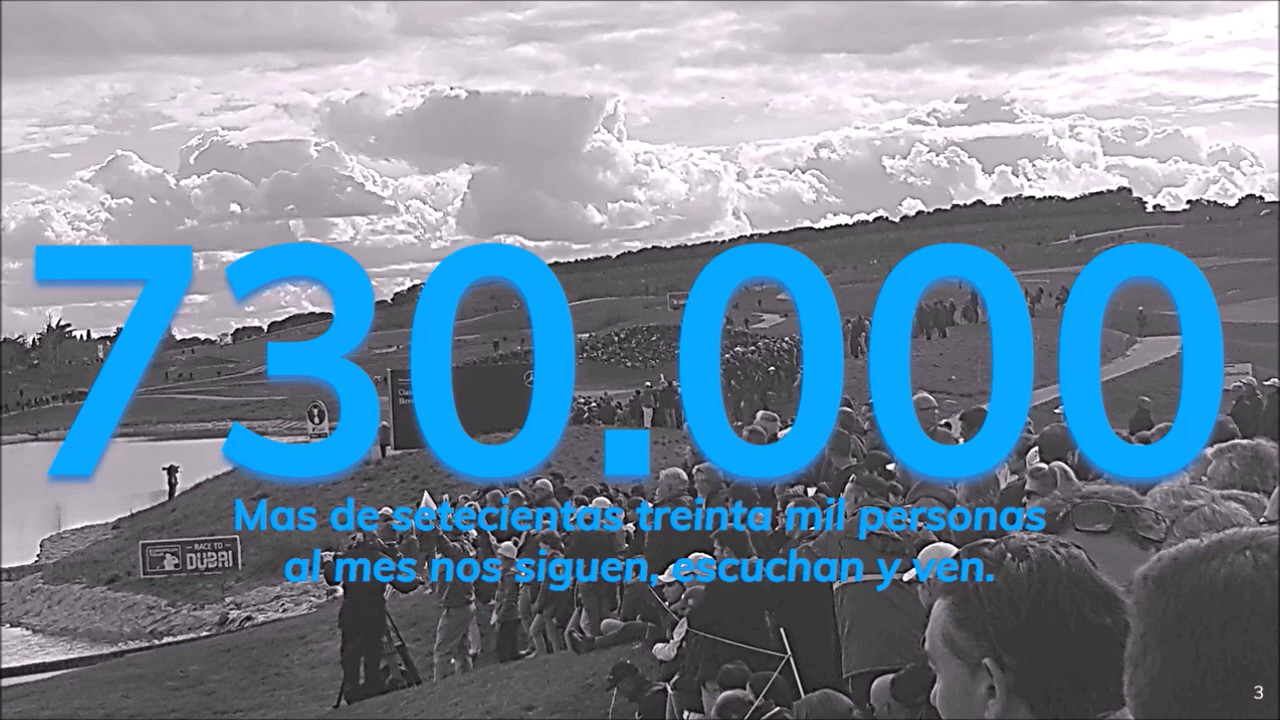 730.000
Mas de setecientas treinta mil personas
al mes nos siguen, escuchan y ven.
RACE TO
DUBAI
3